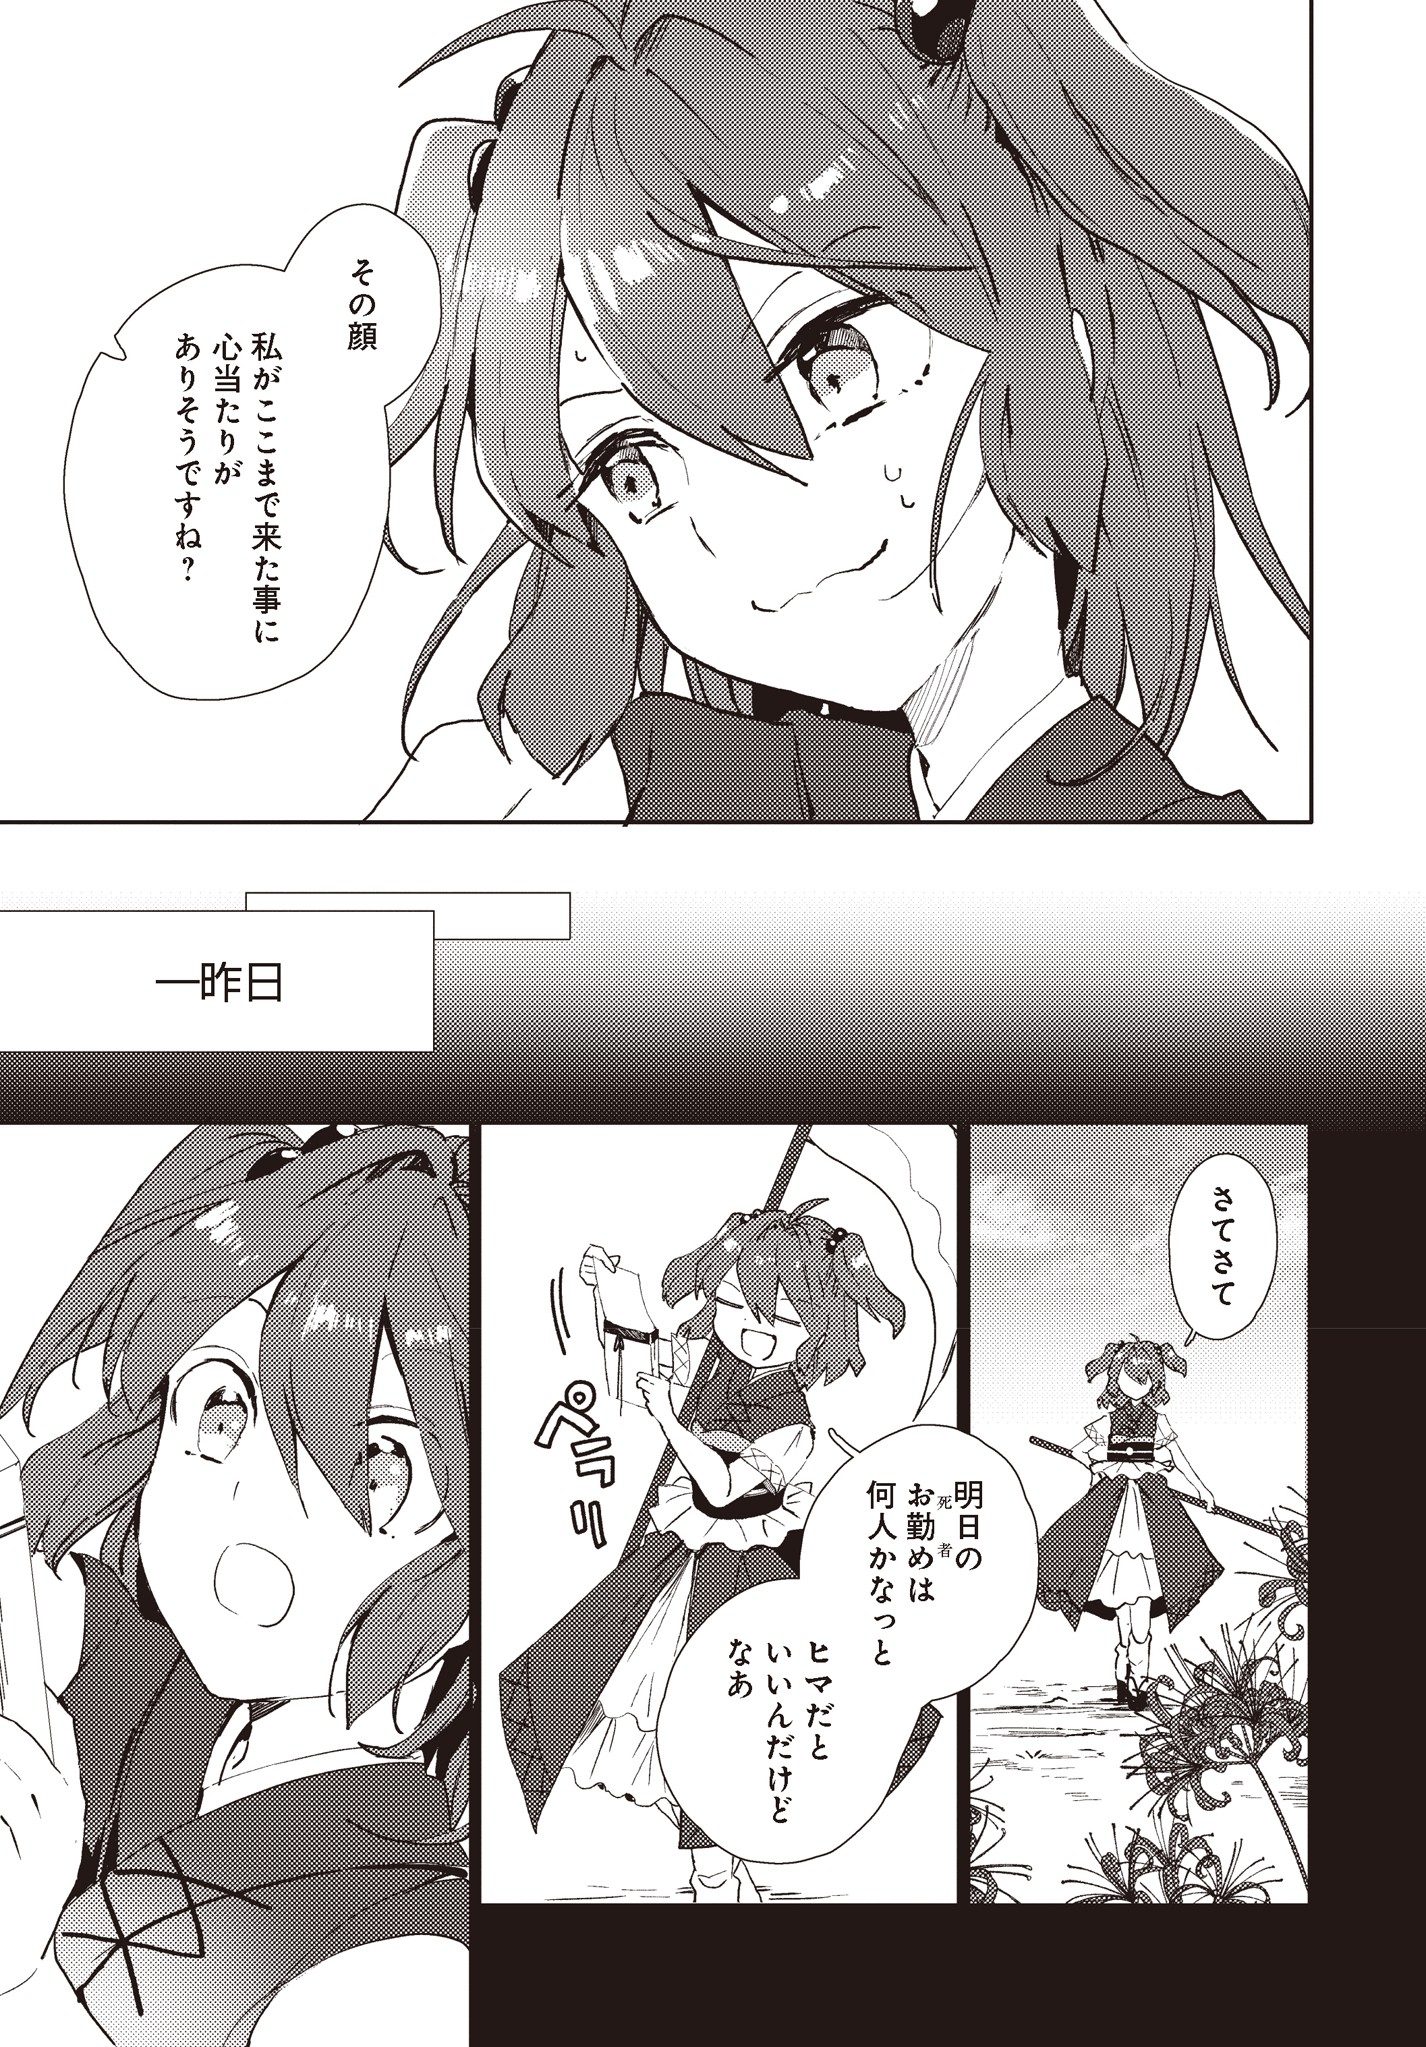 その顔
私がここまで来た事に
心当たりが
ありそうですね?
一昨日
さてさて
明日の
お勤めは
死者
何人かなっと
ヒマだと
いいんだけど
なあ
ペラリ